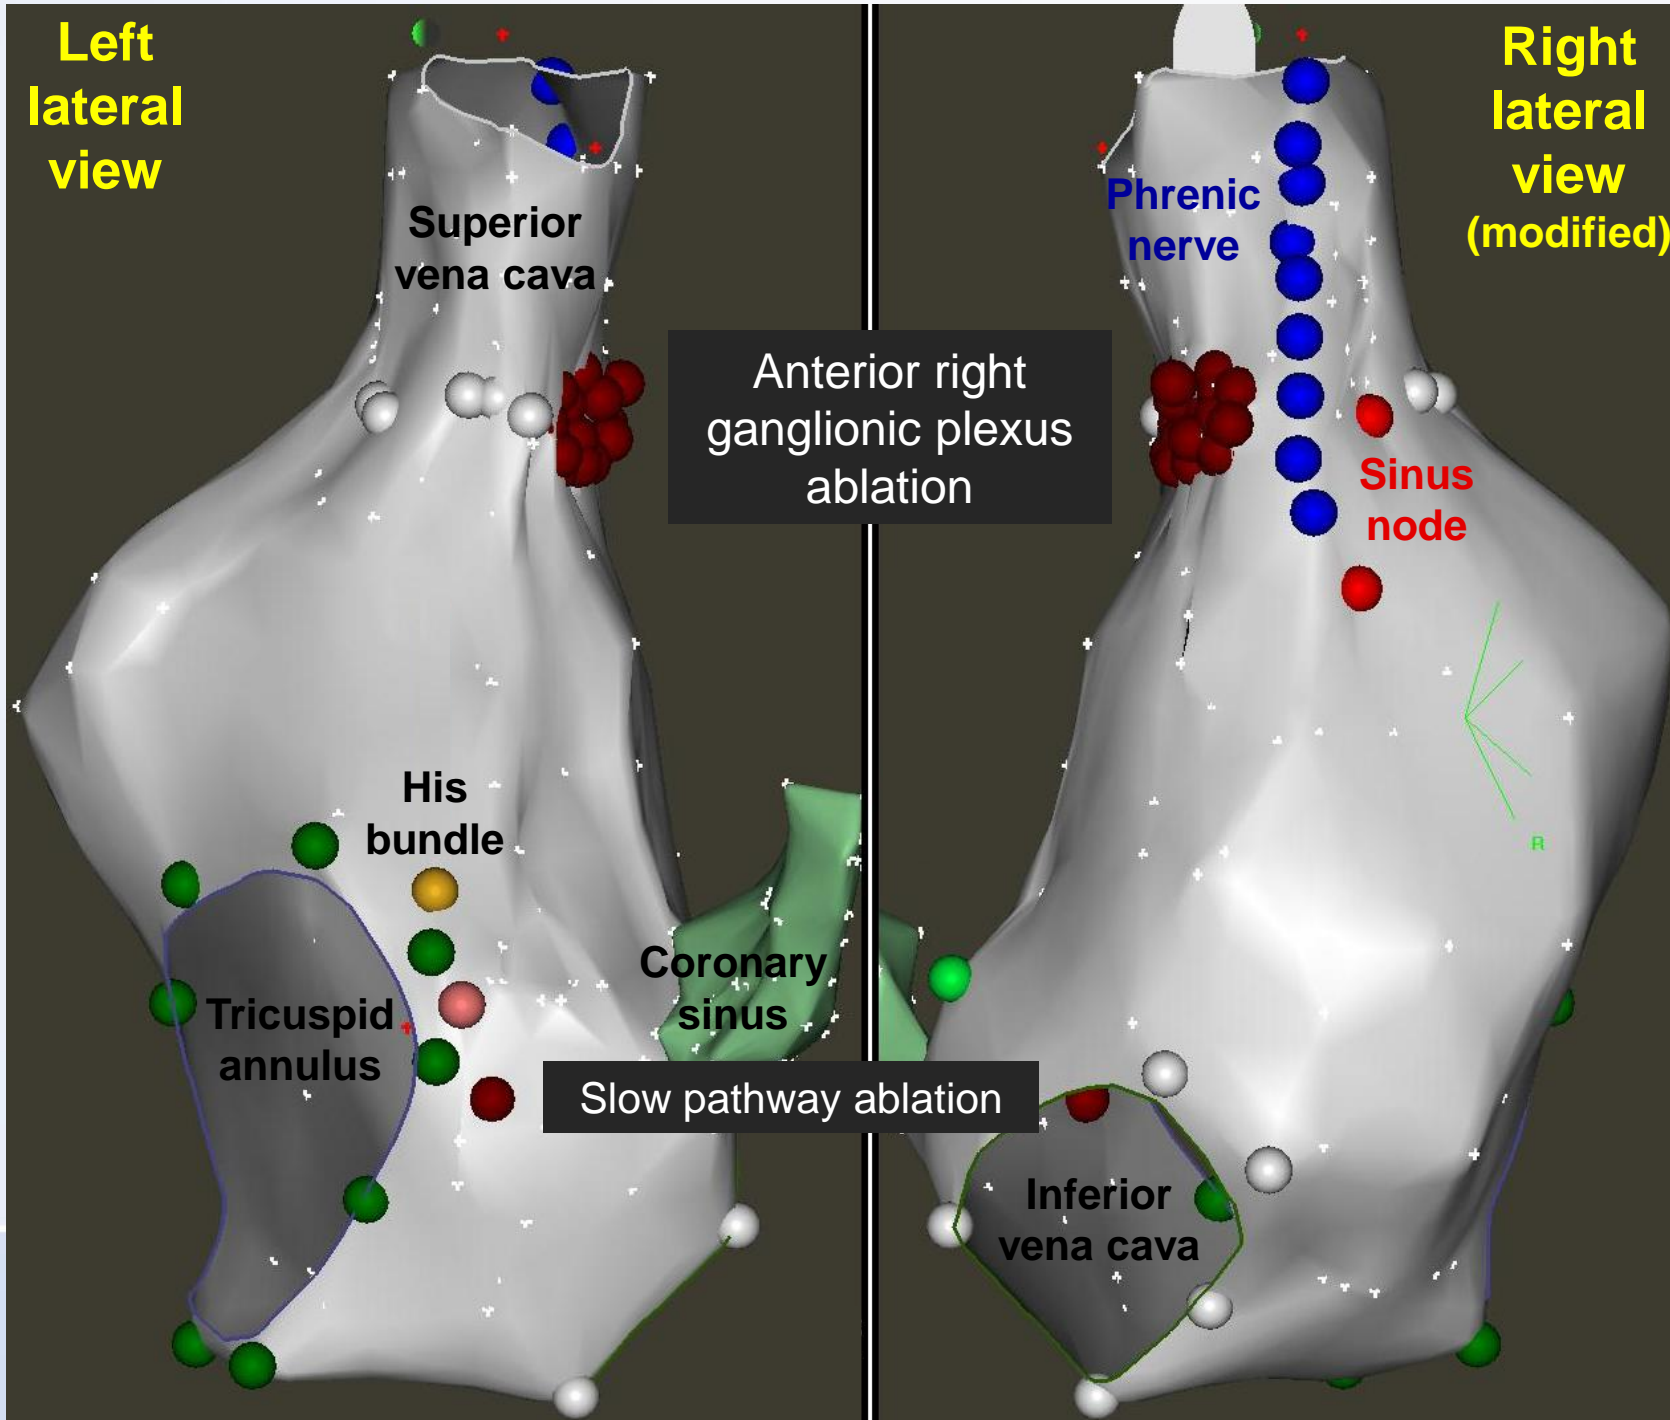 Left
lateral
view
Right
lateral
view
(modified)
Superior
vena cava
Phrenic
nerve
Anterior right
ganglionic plexus
ablation
Sinus
node
His
bundle
R
Coronary
sinus
Tricuspid
annulus
Slow pathway ablation
Inferior
vena cava